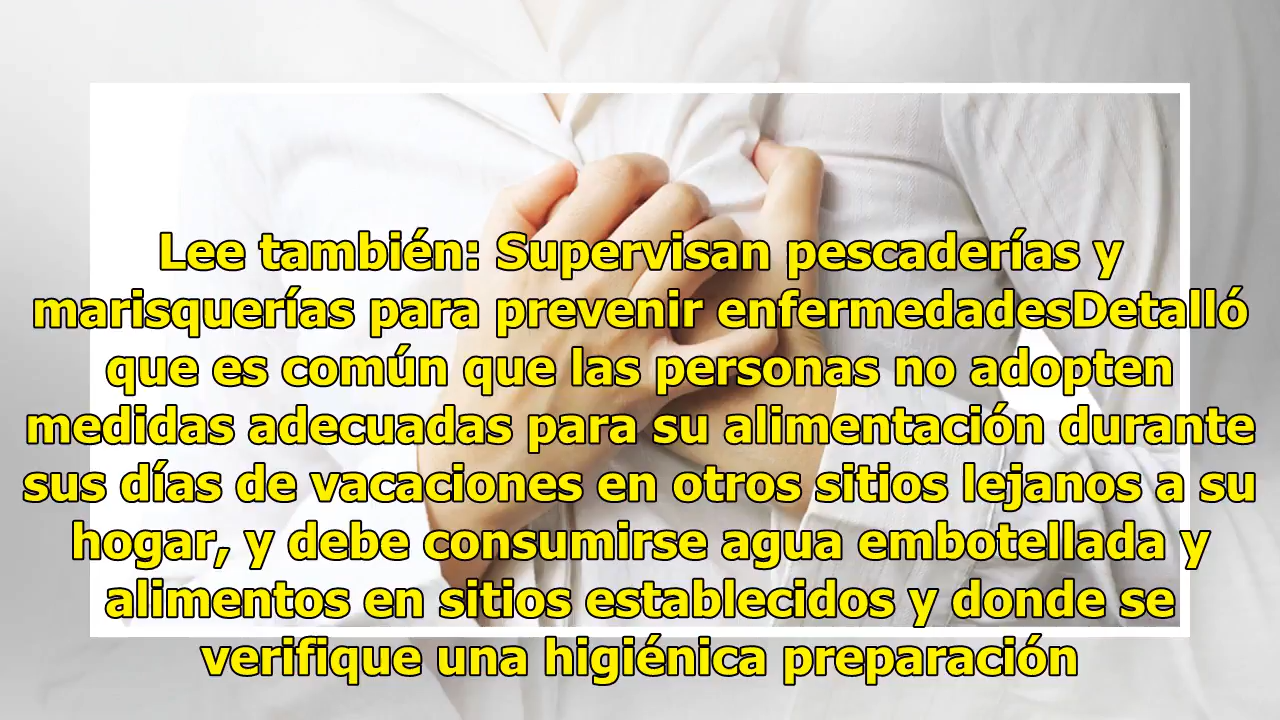 Lee también: Supervisan pescaderías y
marisquerías para prevenir enfermedadesDetalló
que es común que las personas no adopten
medidas adecuadas para su alimentación durante
sus días de vacaciones en otros sitios lejanos a su
hogar, y debe consumirse agua embotellada y
alimentos en sitios establecidos y donde se
verifique una higiénica preparación